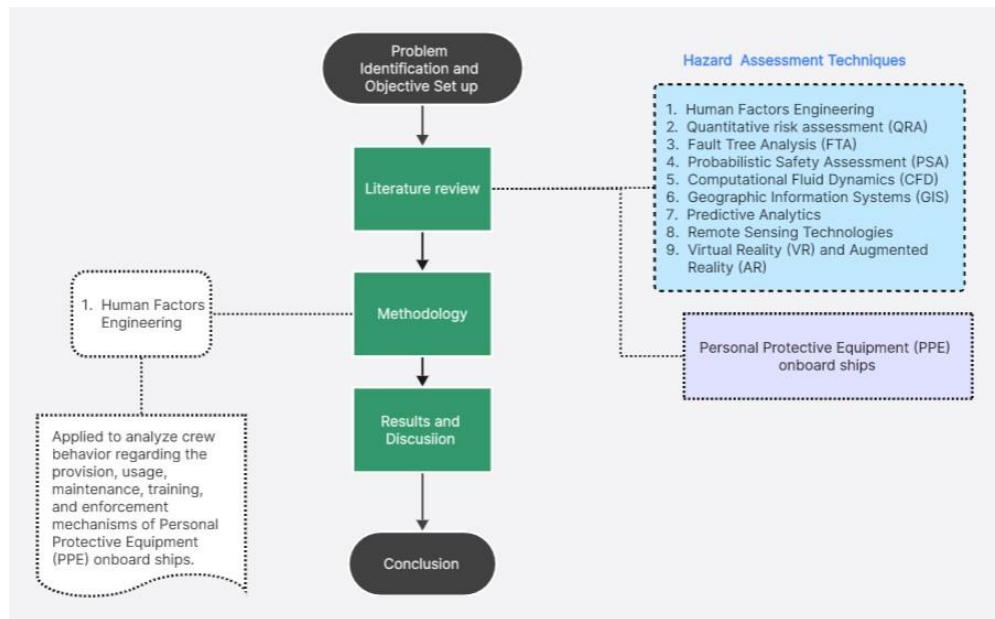 Problem
Identification and
Objective Set up
Hazard Assessment Techniques
1. Human Factors Engineering
2. Quantitative risk assessment (QRA)
3. Fault Tree Analysis (FTA)
4. Probabilistic Safety Assessment (PSA)
5. Computational Fluid Dynamics (CFD)
6. Geographic Information Systems (GIS)
7. Predictive Analytics
8. Remote Sensing Technologies
9. Virtual Reality (VR) and Augmented
Reality (AR)
Literature review
Personal Protective Equipment (PPE)
onboard ships
Methodology
1. Human Factors
Engineering
Applied to analyze crew
behavior regarding the
provision, usage,
maintenance, training,
and enforcement
mechanisms of Personal
Protective Equipment
(PPE) onboard ships.
Results and
Discusiion
Conclusion